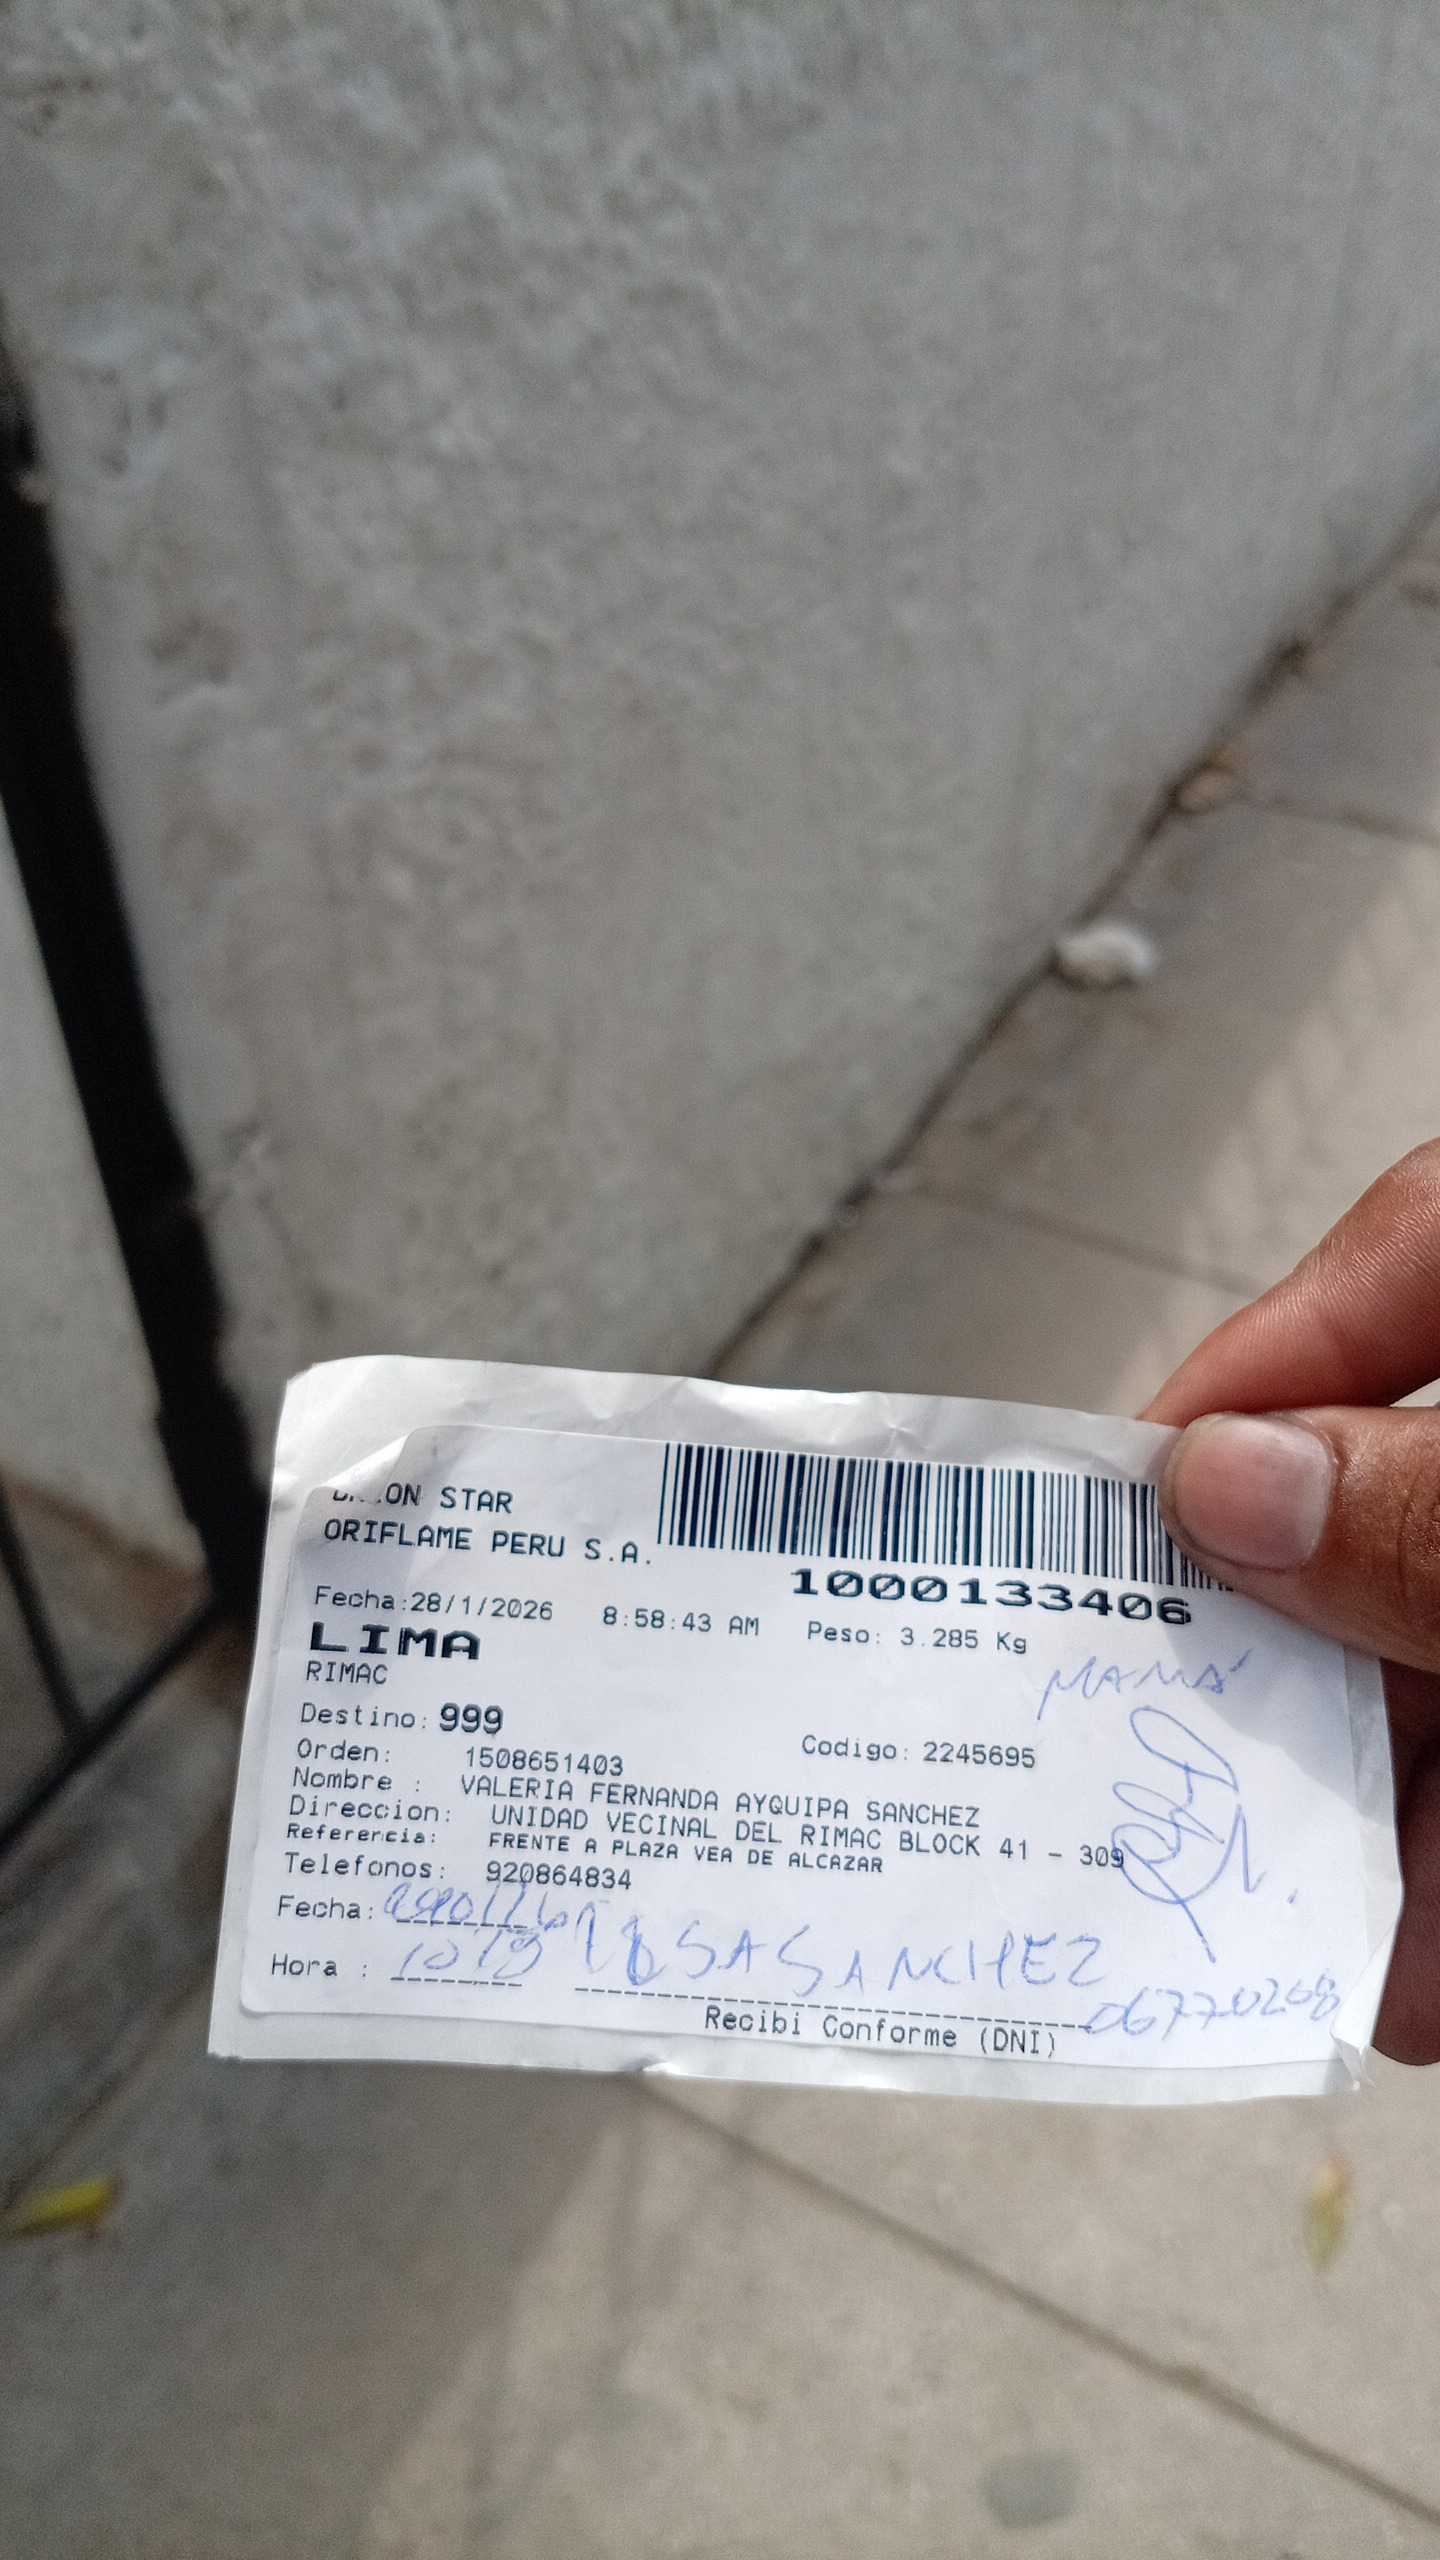 ON STAR
ORIFLAME PERU S.A.
1000133406
Fecha:28/1/2026 8:58:43 AM Peso: 3.285 Kg
LIMA
RIMAC
MAMÁ
Destino: 999
Orden: 1508651403 Codigo: 2245695
Nombre : VALERIA FERNANDA AYQUIPA SANCHEZ
Direccion: UNIDAD VECINAL DEL RIMAC BLOCK 41 - 309
Referencia: FRENTE A PLAZA VEA DE ALCAZAR
Telefonos: 920864834
Fecha:
Hora : SANCHEZ
06770208
Recibi Conforme (DNI)